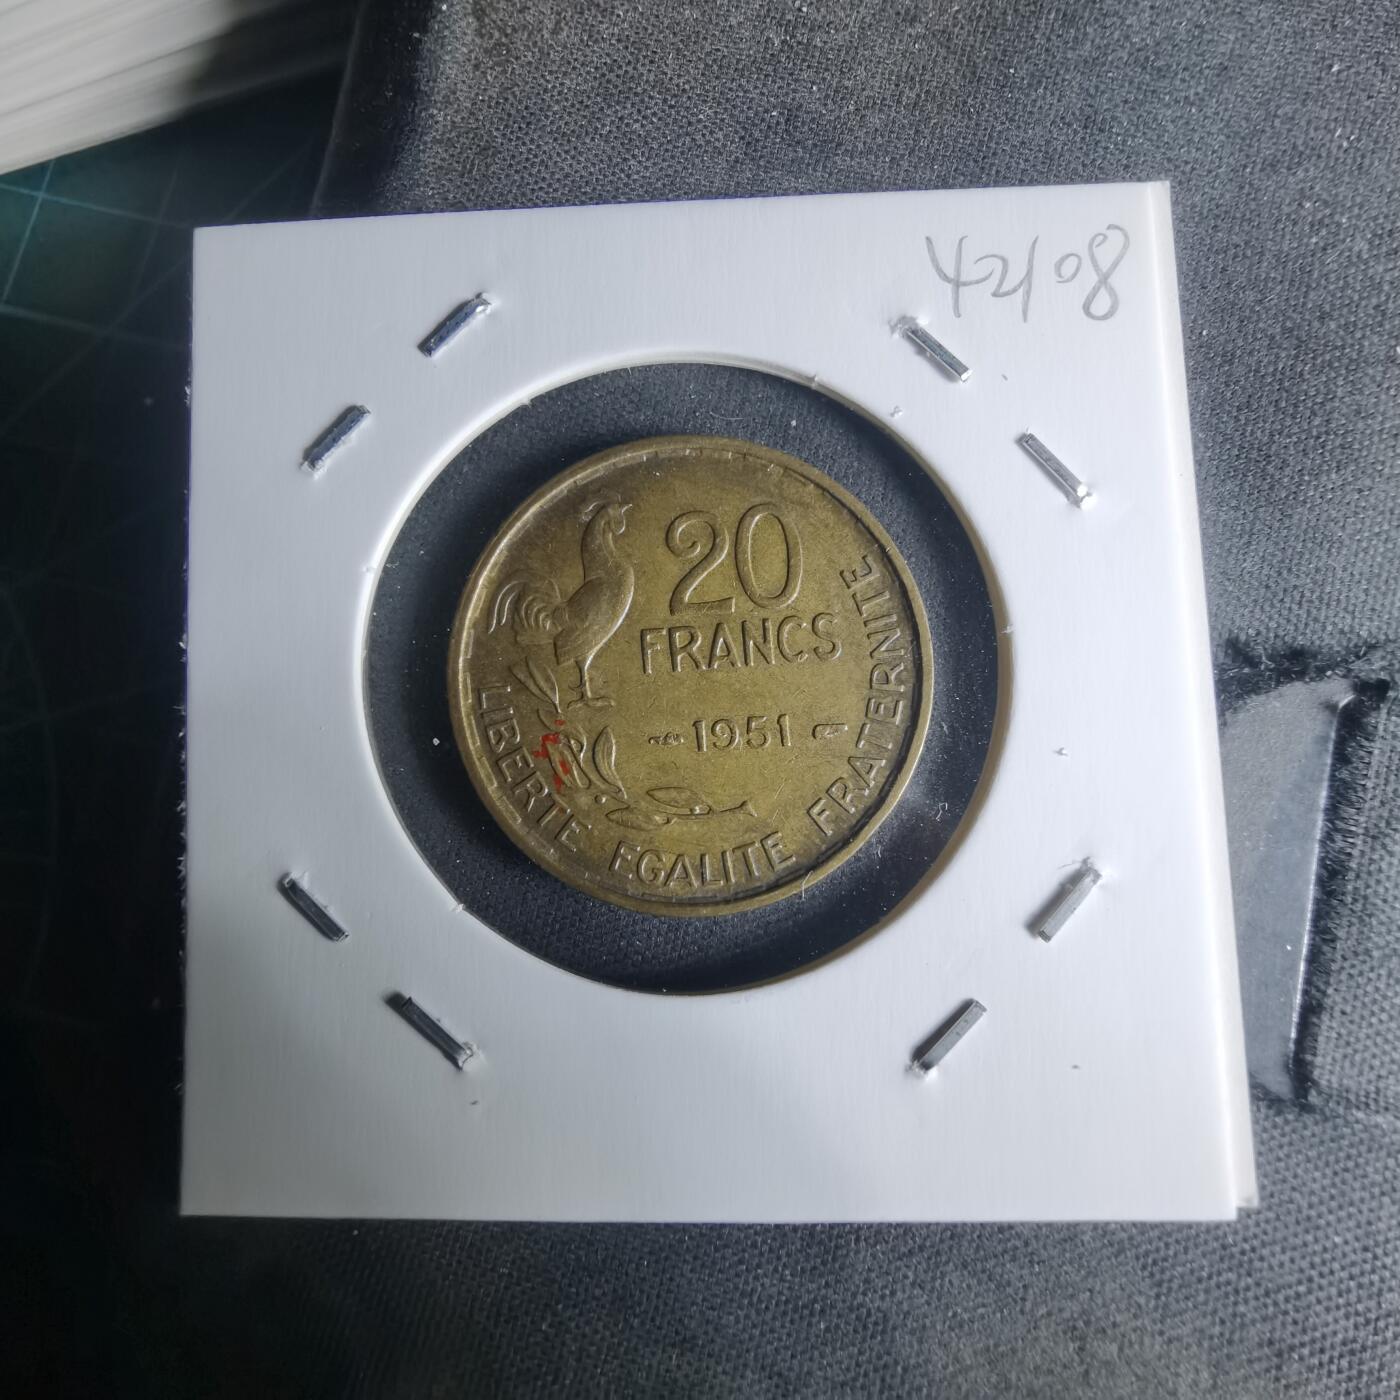 42108
20
FRANCS
1951
LIBERTE EGALITE FRATERNITE